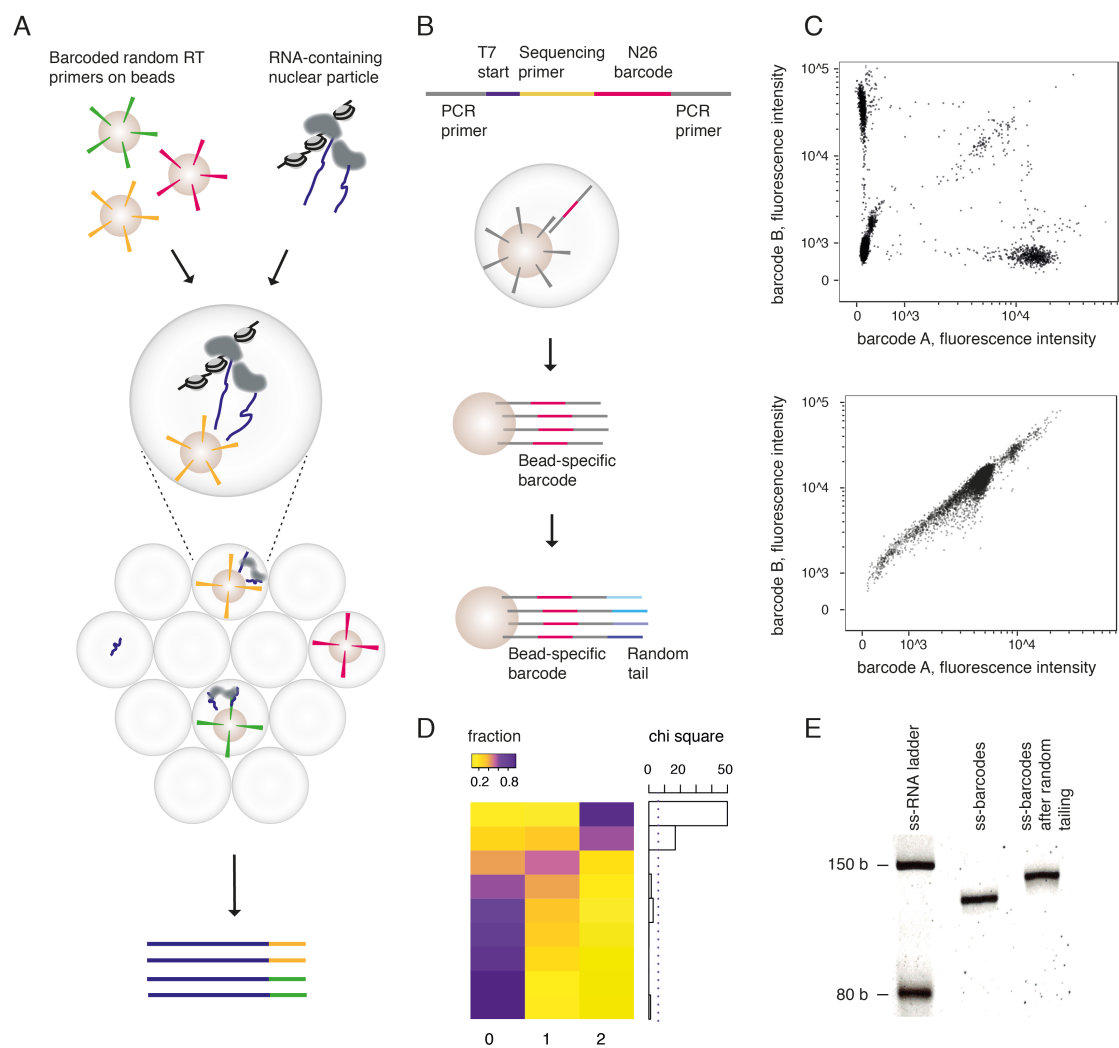 A
Barcoded random RT
primers on beads
RNA-containing
nuclear particle
B
T7
start
Sequencing
primer
N26
barcode
PCR
primer
PCR
primer
Bead-specific
barcode
Bead-specific
barcode
Random
tail
C
barcode B, fluorescence intensity
10^5
10^4
10^3
0
0
10^3
10^4
barcode A, fluorescence intensity
barcode B, fluorescence intensity
10^5
10^4
10^3
0
0
10^3
10^4
barcode A, fluorescence intensity
D
fraction
0.2
0.8
chi square
0
20
50
0
1
2
E
ss-RNA ladder
ss-barcodes
ss-barcodes
after random
tailing
150 b
80 b